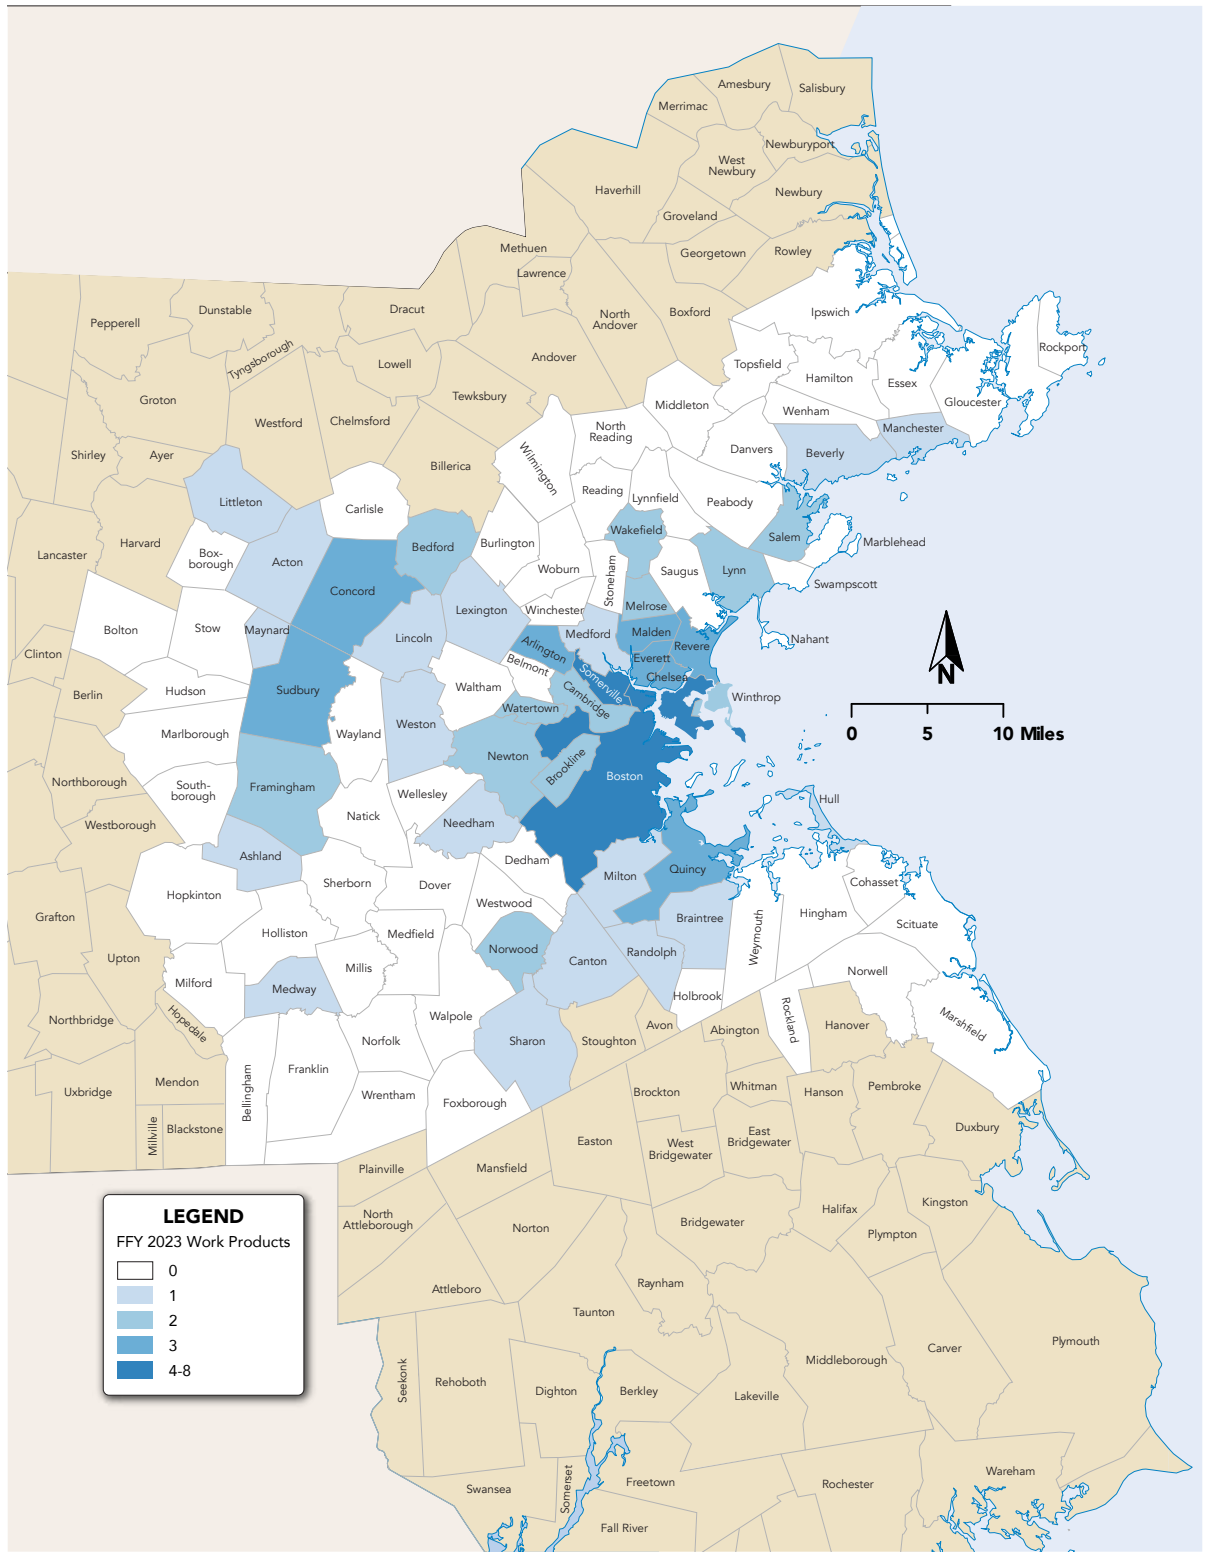 Amesbury
Salisbury
Merrimac
Newburyport
West
Newbury
Haverhill
Newbury
Groveland
Methuen
Georgetown
Rowley
Lawrence
Dunstable
Dracut
Pepperell
North
Andover
Boxford
Ipswich
Tyngsborough
Lowell
Andover
Topsfield
Rockport
Groton
Tewksbury
Hamilton
Essex
Westford
Chelmsford
Middleton
Wenham
Gloucester
North
Reading
Manchester
Shirley
Ayer
Billerica
Wilmington
Danvers
Beverly
Littleton
Carlisle
Reading
Lynnfield
Peabody
Lancaster
Harvard
Box-
borough
Acton
Bedford
Burlington
Wakefield
Salem
Marblehead
Concord
Woburn
Stoneham
Saugus
Lynn
Swampscott
Bolton
Stow
Maynard
Lincoln
Lexington
Winchester
Melrose
Medford
Malden
Revere
Nahant
Clinton
Arlington
Belmont
Everett
Chelsea
Berlin
Hudson
Sudbury
Waltham
Somerville
Cambridge
Winthrop
N
Marlborough
Wayland
Weston
Watertown
0 5 10 Miles
Northborough
South-
borough
Framingham
Newton
Brookline
Boston
Wellesley
Hull
Westborough
Natick
Needham
Ashland
Dedham
Milton
Quincy
Hopkinton
Sherborn
Dover
Westwood
Cohasset
Grafton
Holliston
Medfield
Norwood
Braintree
Weymouth
Hingham
Scituate
Upton
Millis
Canton
Randolph
Milford
Medway
Norwell
Holbrook
Northbridge
Hopedale
Walpole
Avon
Abington
Rockland
Hanover
Marshfield
Norfolk
Sharon
Stoughton
Uxbridge
Mendon
Bellingham
Franklin
Wrentham
Foxborough
Brockton
Whitman
Hanson
Pembroke
Millville
Blackstone
Easton
West
Bridgewater
East
Bridgewater
Duxbury
Plainville
Mansfield
North
Attleborough
Norton
Bridgewater
Halifax
Kingston
Plympton
LEGEND
FFY 2023 Work Products
0
1
2
3
4-8
Attleboro
Raynham
Taunton
Seekonk
Rehoboth
Dighton
Berkley
Lakeville
Middleborough
Carver
Plymouth
Swansea
Somerset
Freetown
Rochester
Wareham
Fall River